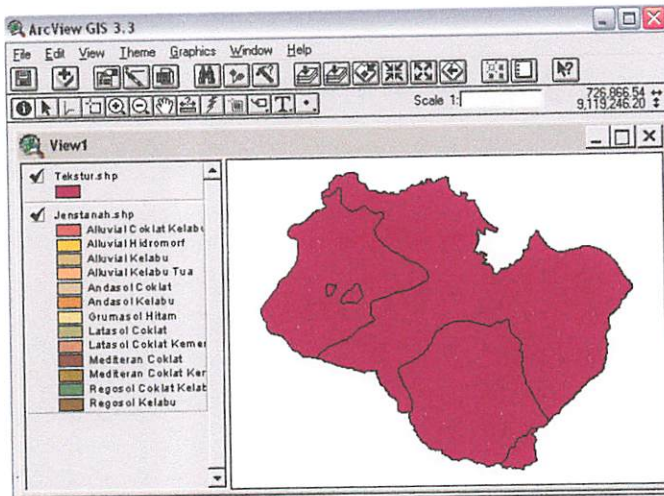 ArcView GIS 3.3
File Edit View Theme Graphics Window Help
Scale 1:
726,866.54
9,119,246.20
View1
Tekstur.shp
Jenstanah.shp
Alluvial Coklat Kelabu
Alluvial Hidromorf
Alluvial Kelabu
Alluvial Kelabu Tua
Andasol Coklat
Andasol Kelabu
Grumasol Hitam
Latasol Coklat
Latasol Coklat Kemer
Mediteran Coklat
Mediteran Coklat Ker
Regosol Coklat Kelab
Regosol Kelabu